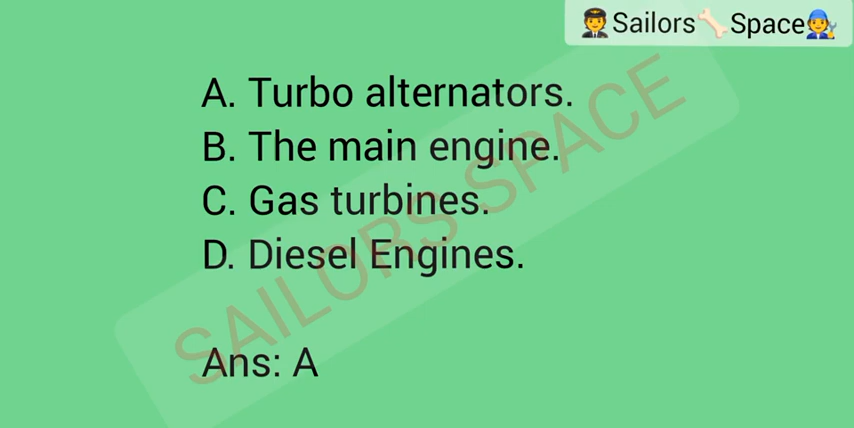 👨‍✈️Sailors🦴Space👨‍🔧
A. Turbo alternators.
B. The main engine.
C. Gas turbines.
D. Diesel Engines.
SAILORS SPACE
Ans: A